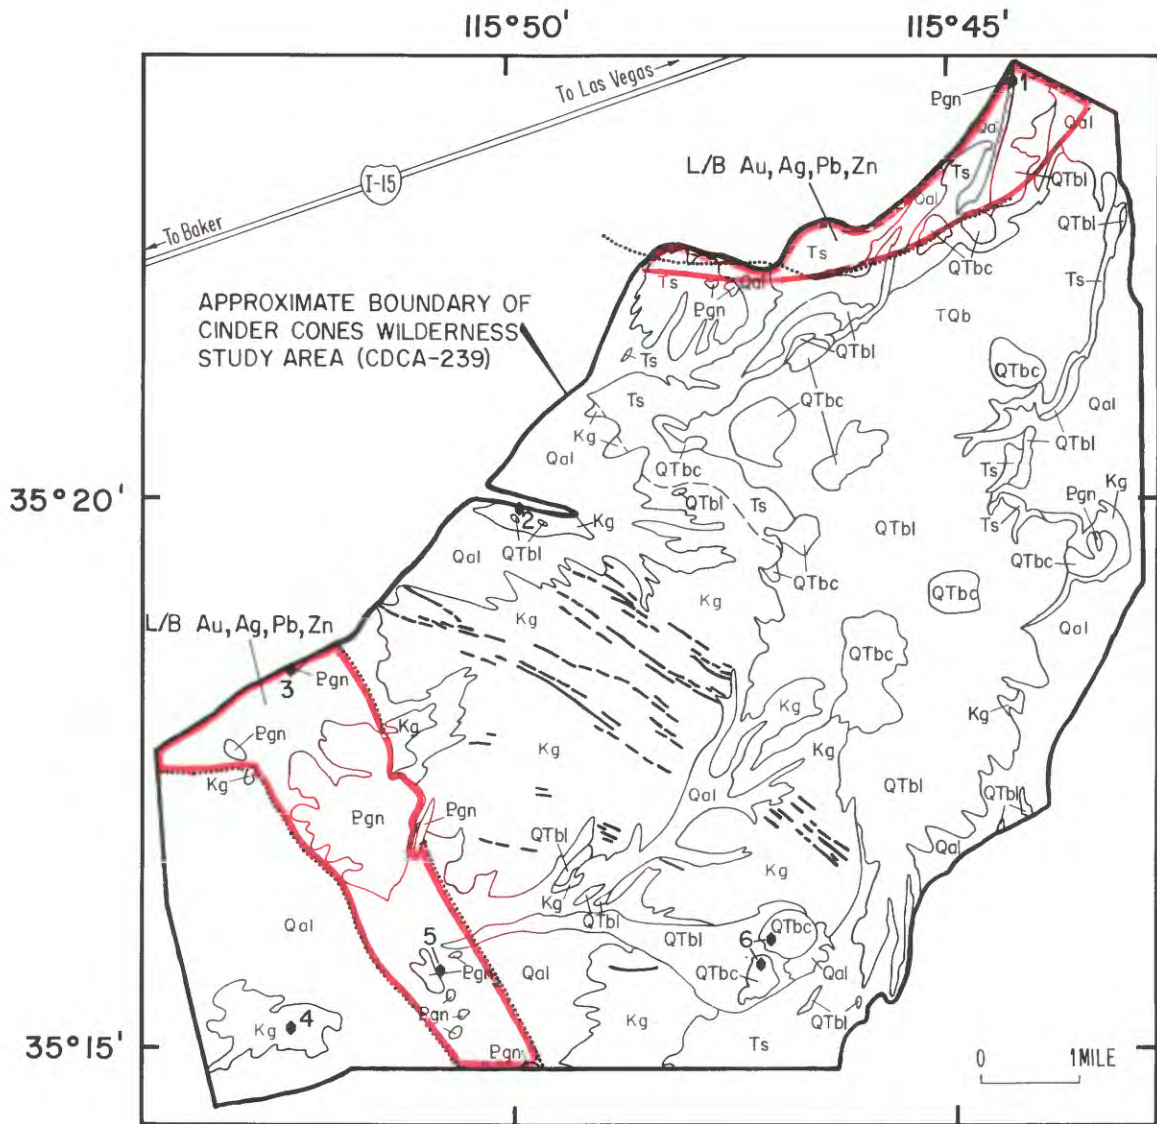 115°50'
115°45'
To Las Vegas
I-15
To Baker
Pgn
1
Qal
Qal
L/B Au, Ag, Pb, Zn
Ts
Qal
QTbl
QTbl
Ts
QTbc
Ts
Qal
Ts
Pgn
TQb
APPROXIMATE BOUNDARY OF
CINDER CONES WILDERNESS
STUDY AREA (CDCA-239)
Ts
QTbl
QTbc
Ts
QTbc
Qal
Kg
QTbl
Qal
QTbc
Ts
Kg
35°20'
QTbl
Ts
Pgn
2
Kg
Ts
QTbl
QTbl
Qal
QTbc
QTbc
Kg
Kg
QTbc
Qal
L/B Au, Ag, Pb, Zn
QTbc
3
Pgn
Kg
Kg
Kg
Pgn
Kg
Kg
Kg
QTbl
QTbl
Qal
Pgn
Pgn
QTbl
Qal
Kg
Kg
QTbl
Qal
5
QTbl
6
QTbc
Pgn
Qal
QTbc
Qal
Pgn
QTbl
4
Kg
Kg
35°15'
Pgn
Ts
0 1 MILE